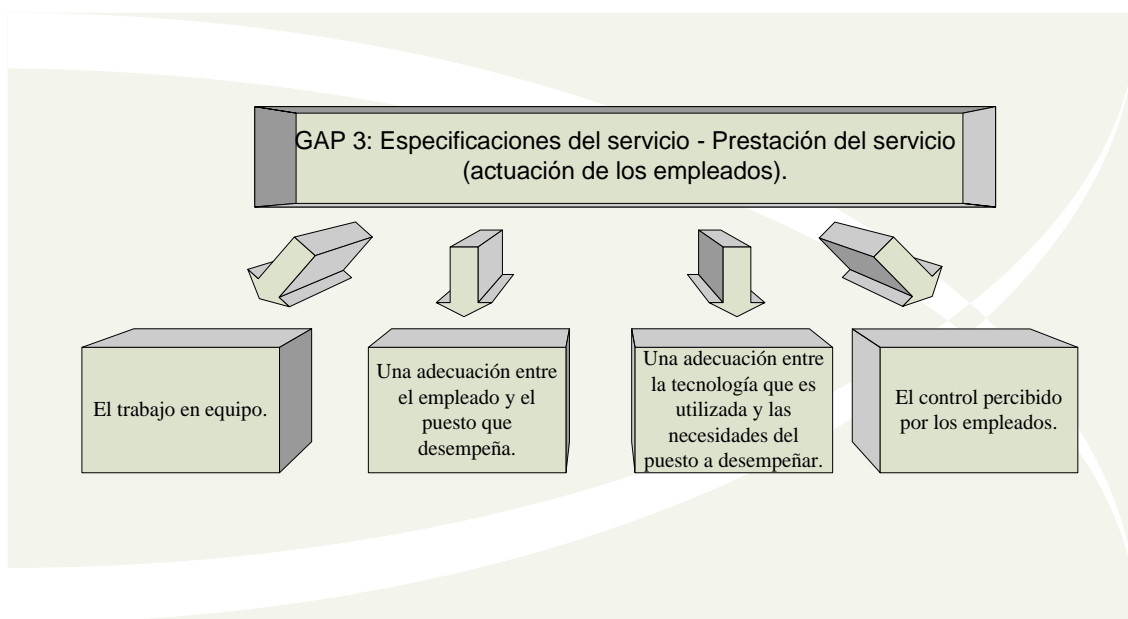 GAP 3: Especificaciones del servicio - Prestación del servicio
(actuación de los empleados).
El trabajo en equipo.
Una adecuación entre
el empleado y el
puesto que
desempeña.
Una adecuación entre
la tecnología que es
utilizada y las
necesidades del
puesto a desempeñar.
El control percibido
por los empleados.